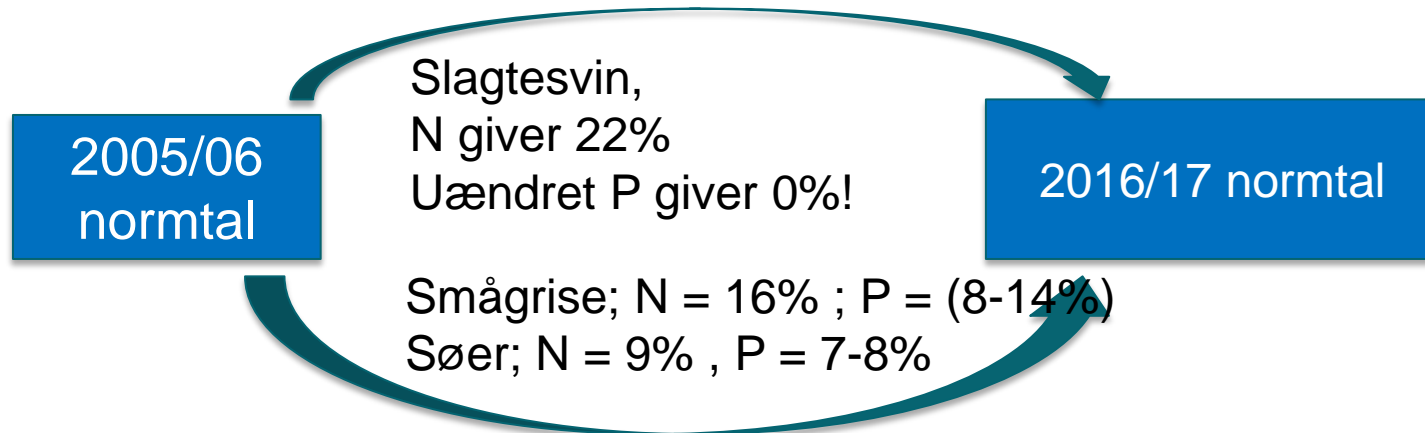 2005/06
normtal
Slagtesvin,
N giver 22%
Uændret P giver 0%!
Smågrise; N = 16% ; P = (8-14%)
Søer; N = 9% , P = 7-8%
2016/17 normtal